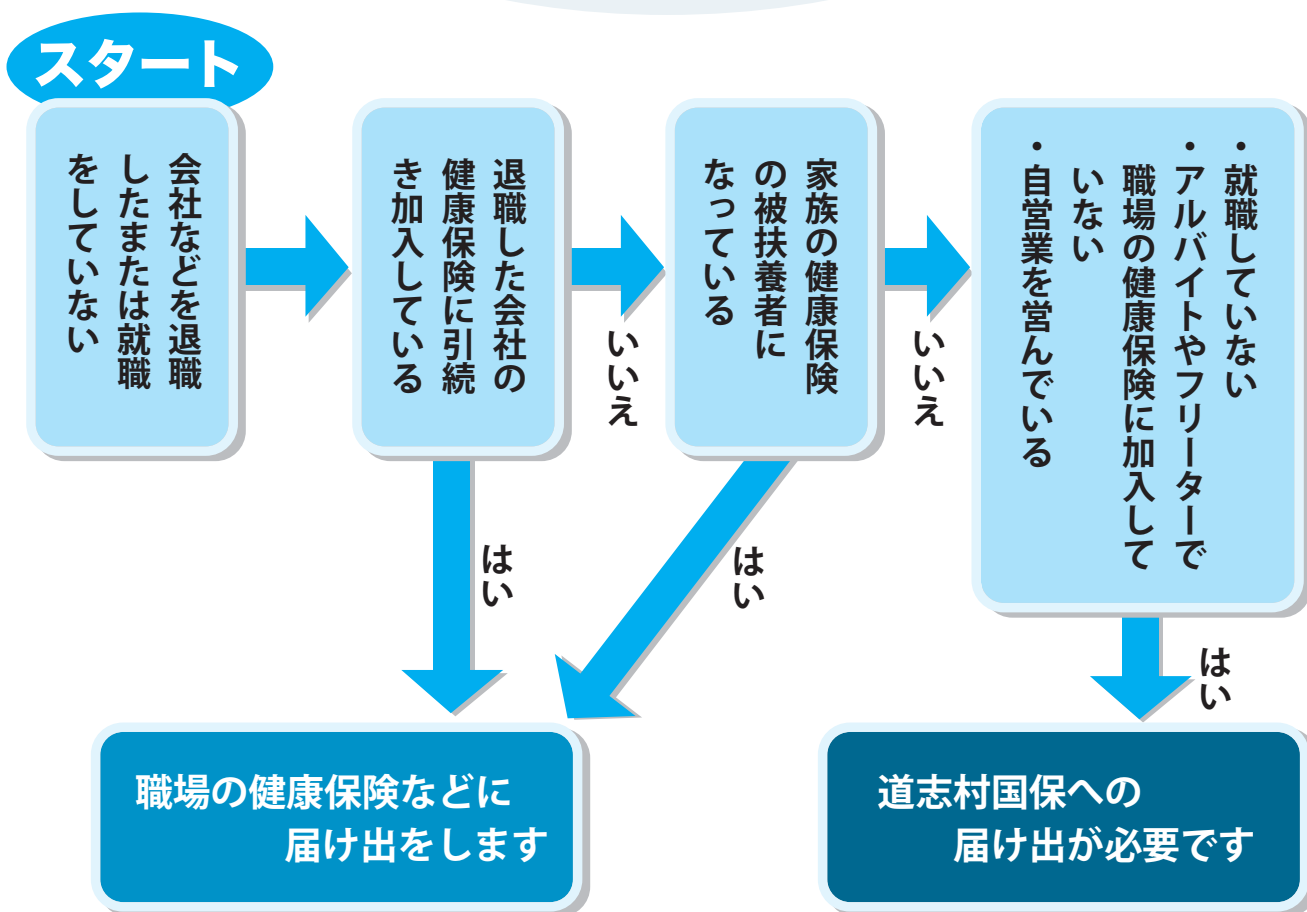 スタート
会社などを退職
したまたは就職
をしていない
退職した会社の
健康保険に引続
き加入している
いいえ
はい
家族の健康保険
の被扶養者に
なっている
いいえ
はい
・就職していない
・アルバイトやフリーターで
職場の健康保険に加入して
いない
・自営業を営んでいる
はい
職場の健康保険などに
届け出をします
道志村国保への
届け出が必要です